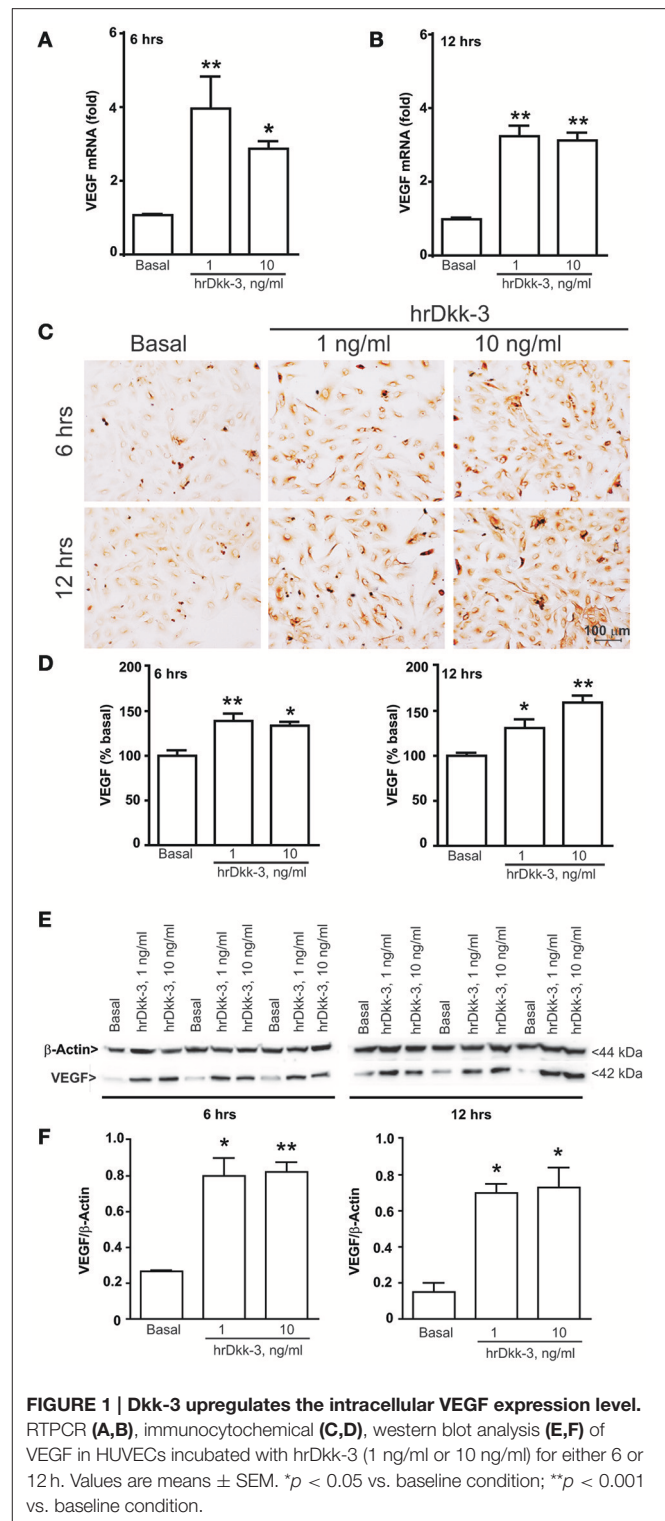 A
6 hrs
**
*
6
4
2
0
VEGF mRNA (fold)
Basal
1
10
hrDkk-3, ng/ml
B
12 hrs
**
**
6
4
2
0
VEGF mRNA (fold)
Basal
1
10
hrDkk-3, ng/ml
C
hrDkk-3
Basal
1 ng/ml
10 ng/ml
6 hrs
12 hrs
100 µm
D
6 hrs
**
*
200
150
100
50
0
VEGF (% basal)
Basal
1
10
hrDkk-3, ng/ml
12 hrs
*
**
200
150
100
50
0
VEGF (% basal)
Basal
1
10
hrDkk-3, ng/ml
E
Basal
hrDkk-3, 1 ng/ml
hrDkk-3, 10 ng/ml
Basal
hrDkk-3, 1 ng/ml
hrDkk-3, 10 ng/ml
Basal
hrDkk-3, 1 ng/ml
hrDkk-3, 10 ng/ml
Basal
hrDkk-3, 1 ng/ml
hrDkk-3, 10 ng/ml
Basal
hrDkk-3, 1 ng/ml
hrDkk-3, 10 ng/ml
Basal
hrDkk-3, 1 ng/ml
hrDkk-3, 10 ng/ml
β-Actin>
<44 kDa
VEGF>
<42 kDa
6 hrs
12 hrs
F
*
**
1.0
0.8
0.6
0.4
0.2
0
VEGF/β-Actin
Basal
1
10
hrDkk-3, ng/ml
*
*
1.0
0.8
0.6
0.4
0.2
0
VEGF/β-Actin
Basal
1
10
hrDkk-3, ng/ml
FIGURE 1 | Dkk-3 upregulates the intracellular VEGF expression level.
RTPCR (A,B), immunocytochemical (C,D), western blot analysis (E,F) of
VEGF in HUVECs incubated with hrDkk-3 (1 ng/ml or 10 ng/ml) for either 6 or
12 h. Values are means ± SEM. *p < 0.05 vs. baseline condition; **p < 0.001
vs. baseline condition.